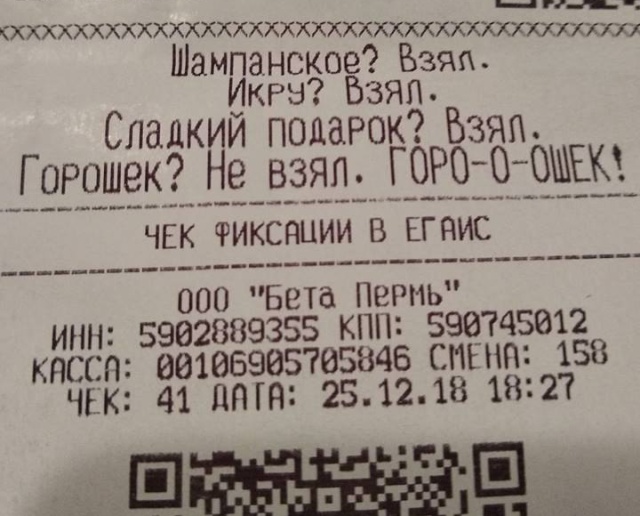 Шампанское? Взял.
Икру? Взял.
Сладкий подарок? Взял.
Горошек? Не взял. ГОРО-О-ОШЕК!
ЧЕК ФИКСАЦИИ В ЕГАИС
ООО "Бета Пермь"
ИНН: 5902889355 КПП: 590745012
КАССА: 00106905705846 СМЕНА: 158
ЧЕК: 41 ДАТА: 25.12.18 18:27